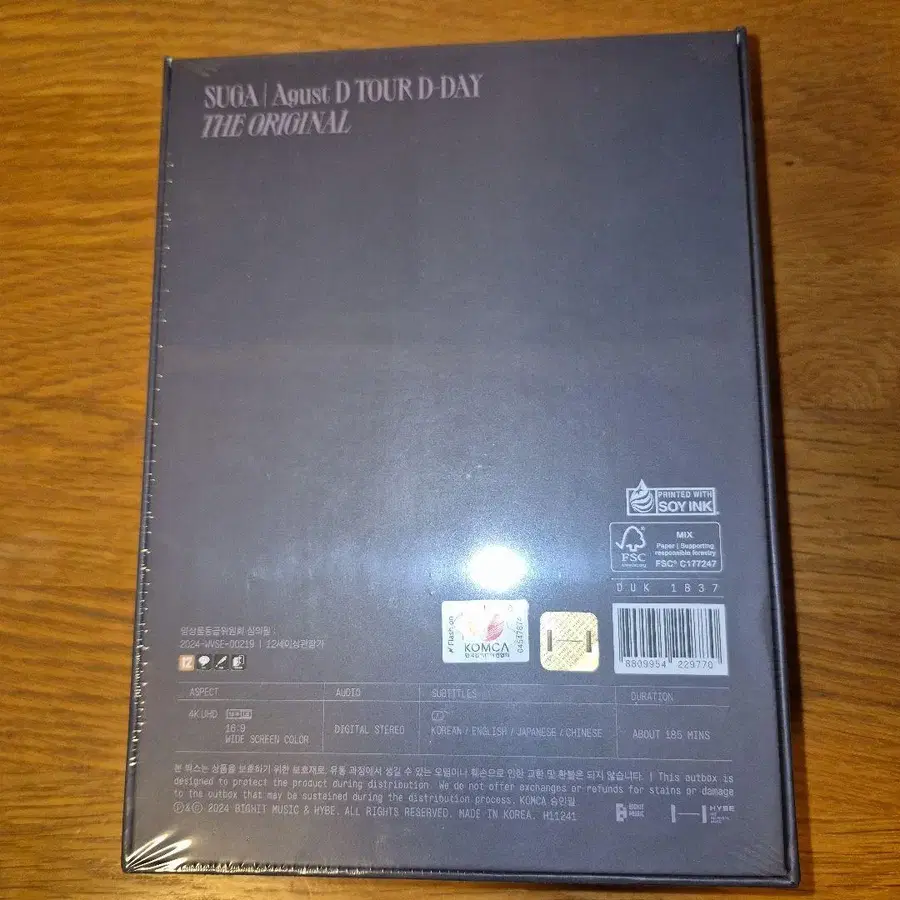 SUGA | Agust D TOUR D-DAY
THE ORIGINAL
PRINTED WITH
SOY INK
MIX
Paper | Supporting
responsible forestry
FSC
FSC® C177247
DUK 1837
KOMCA
8809954 229770
영상물등급위원회 심의필 :
2024-WVSE-00219 | 12세이상관람가
12
ASPECT
AUDIO
SUBTITLES
DURATION
4K UHD
16:9
WIDE SCREEN COLOR
DIGITAL STEREO
KOREAN / ENGLISH / JAPANESE / CHINESE
ABOUT 185 MINS
본 박스는 상품을 보호하기 위한 보호재로, 유통 과정에서 생길 수 있는 오염이나 훼손으로 인한 교환 및 환불은 되지 않습니다. | This outbox is
designed to protect the product during distribution. We do not offer exchanges or refunds for stains or damage
to the outbox that may be sustained during the distribution process. KOMCA 승인필
Ⓟ&© 2024 BIGHIT MUSIC & HYBE. ALL RIGHTS RESERVED. MADE IN KOREA. H11241
BIGHIT
MUSIC
HYBE